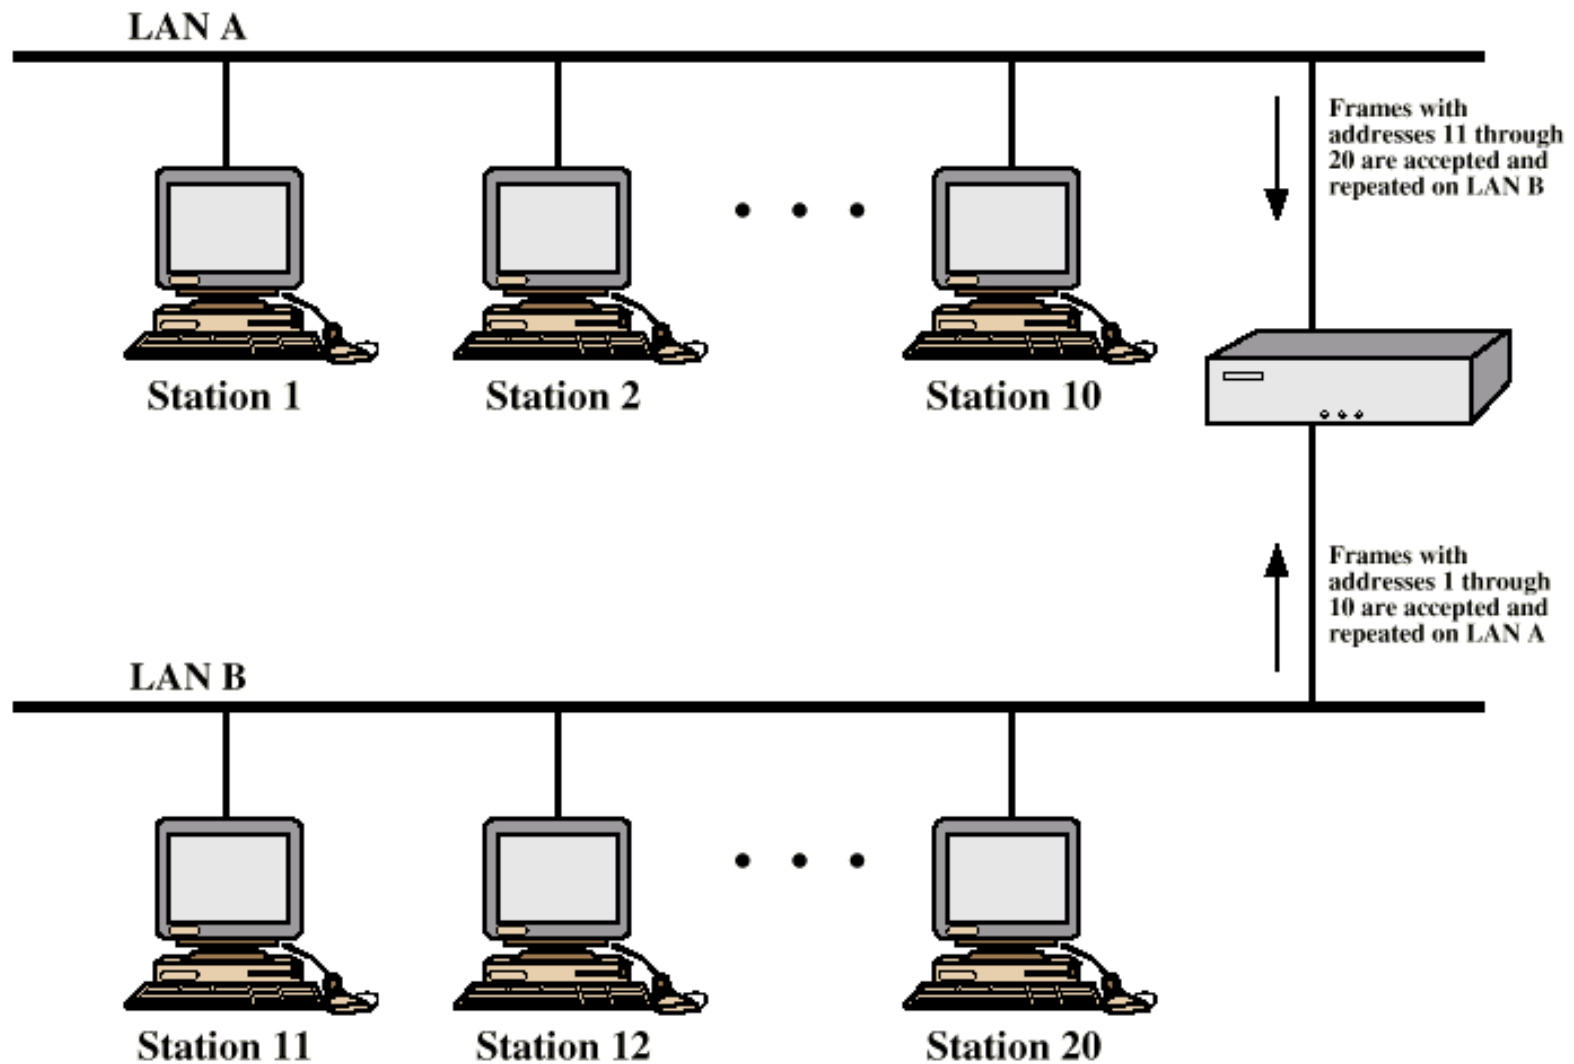 LAN A
Frames with
addresses 11 through
20 are accepted and
repeated on LAN B
Station 1
Station 2
Station 10
Frames with
addresses 1 through
10 are accepted and
repeated on LAN A
LAN B
Station 11
Station 12
Station 20